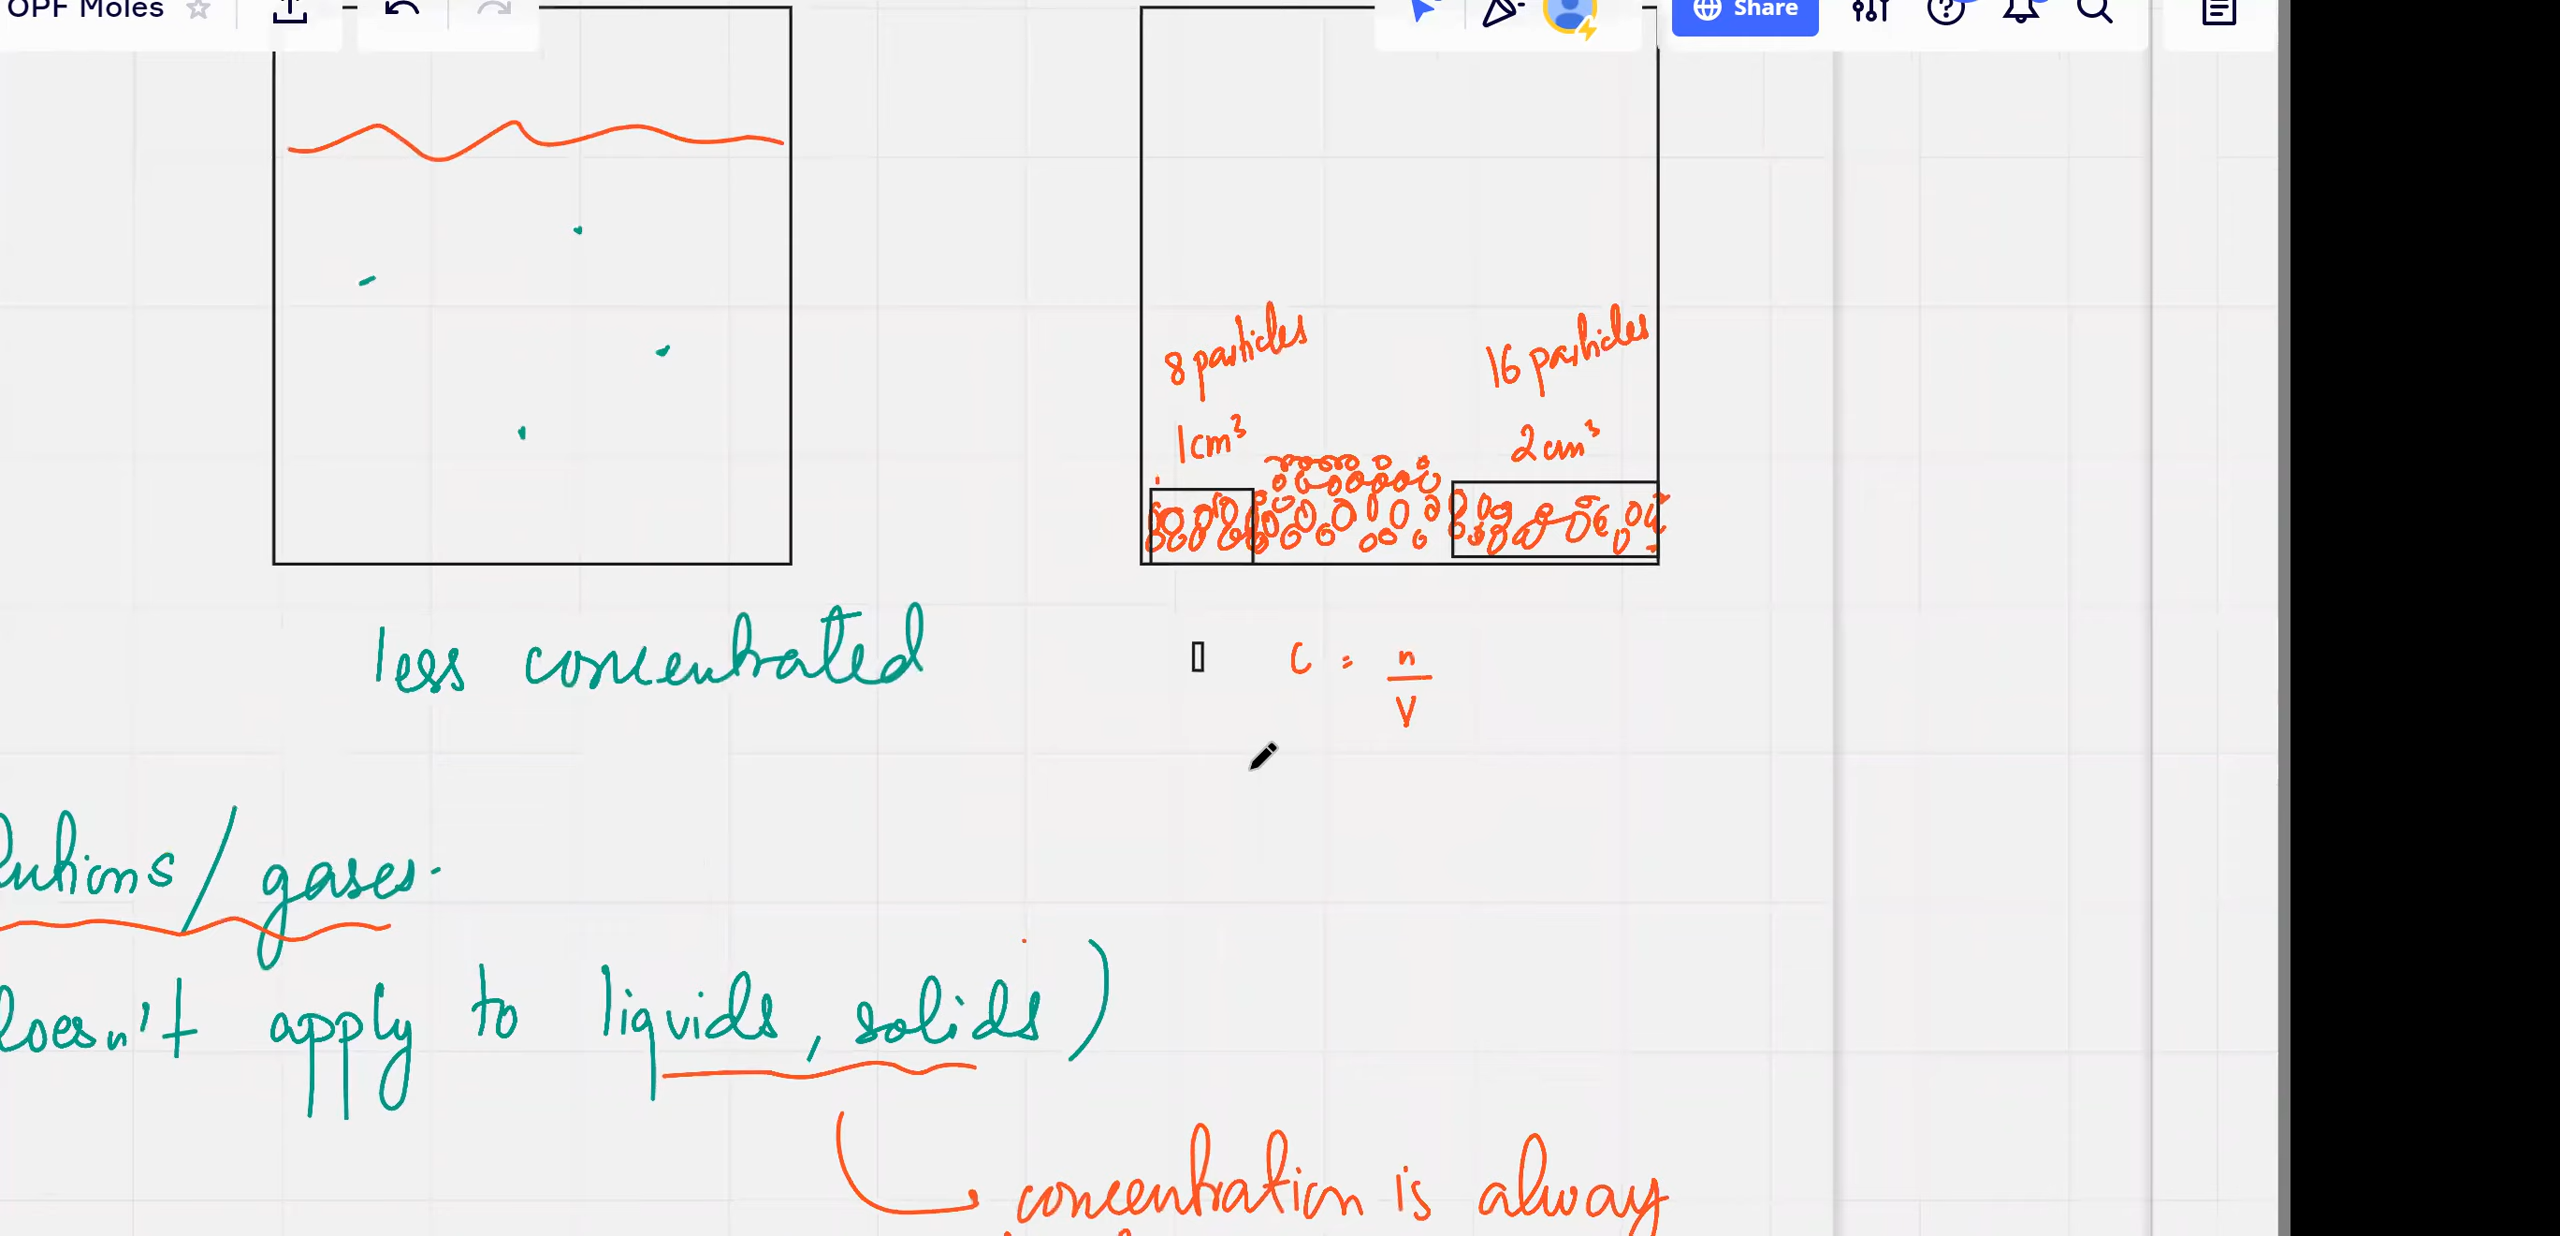 OPF Moles
Share
8 particles
16 particles
1cm³
2cm³
less concentrated
C = n
V
lutions/gases.
doesn't apply to liquids, solids)
concentration is alway